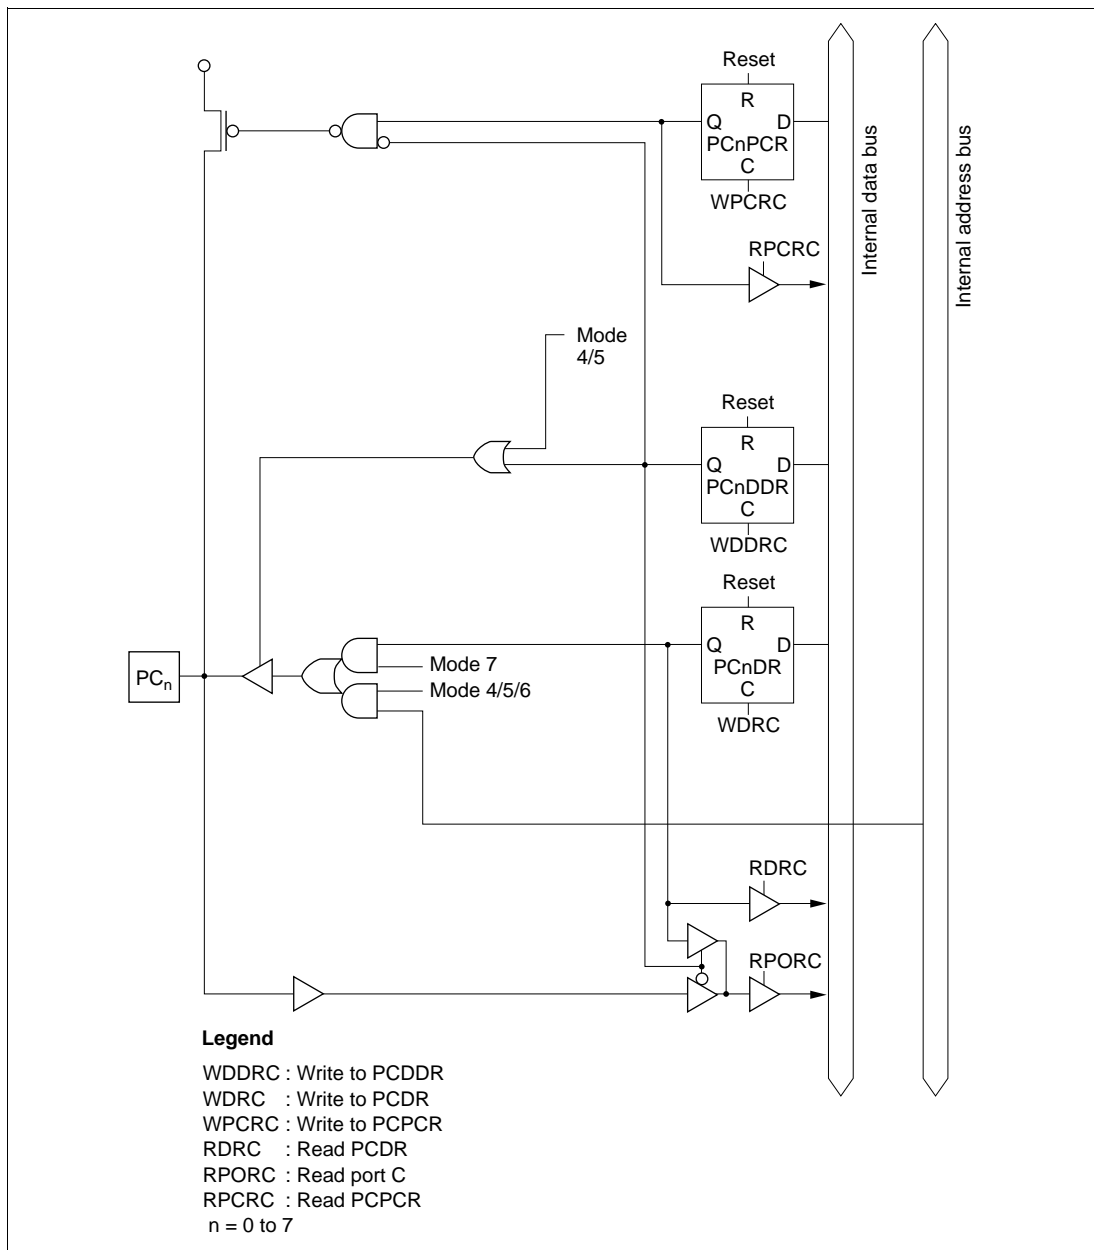 Reset
R
Q D
PCnPCR
C
WPCRC
RPCRC
Internal data bus
Internal address bus
Mode
4/5
Reset
R
Q D
PCnDDR
C
WDDRC
Reset
R
Q D
PCnDR
C
WDRC
PCn
Mode 7
Mode 4/5/6
RDRC
RPORC
Legend
WDDRC : Write to PCDDR
WDRC : Write to PCDR
WPCRC : Write to PCPCR
RDRC : Read PCDR
RPORC : Read port C
RPCRC : Read PCPCR
n = 0 to 7